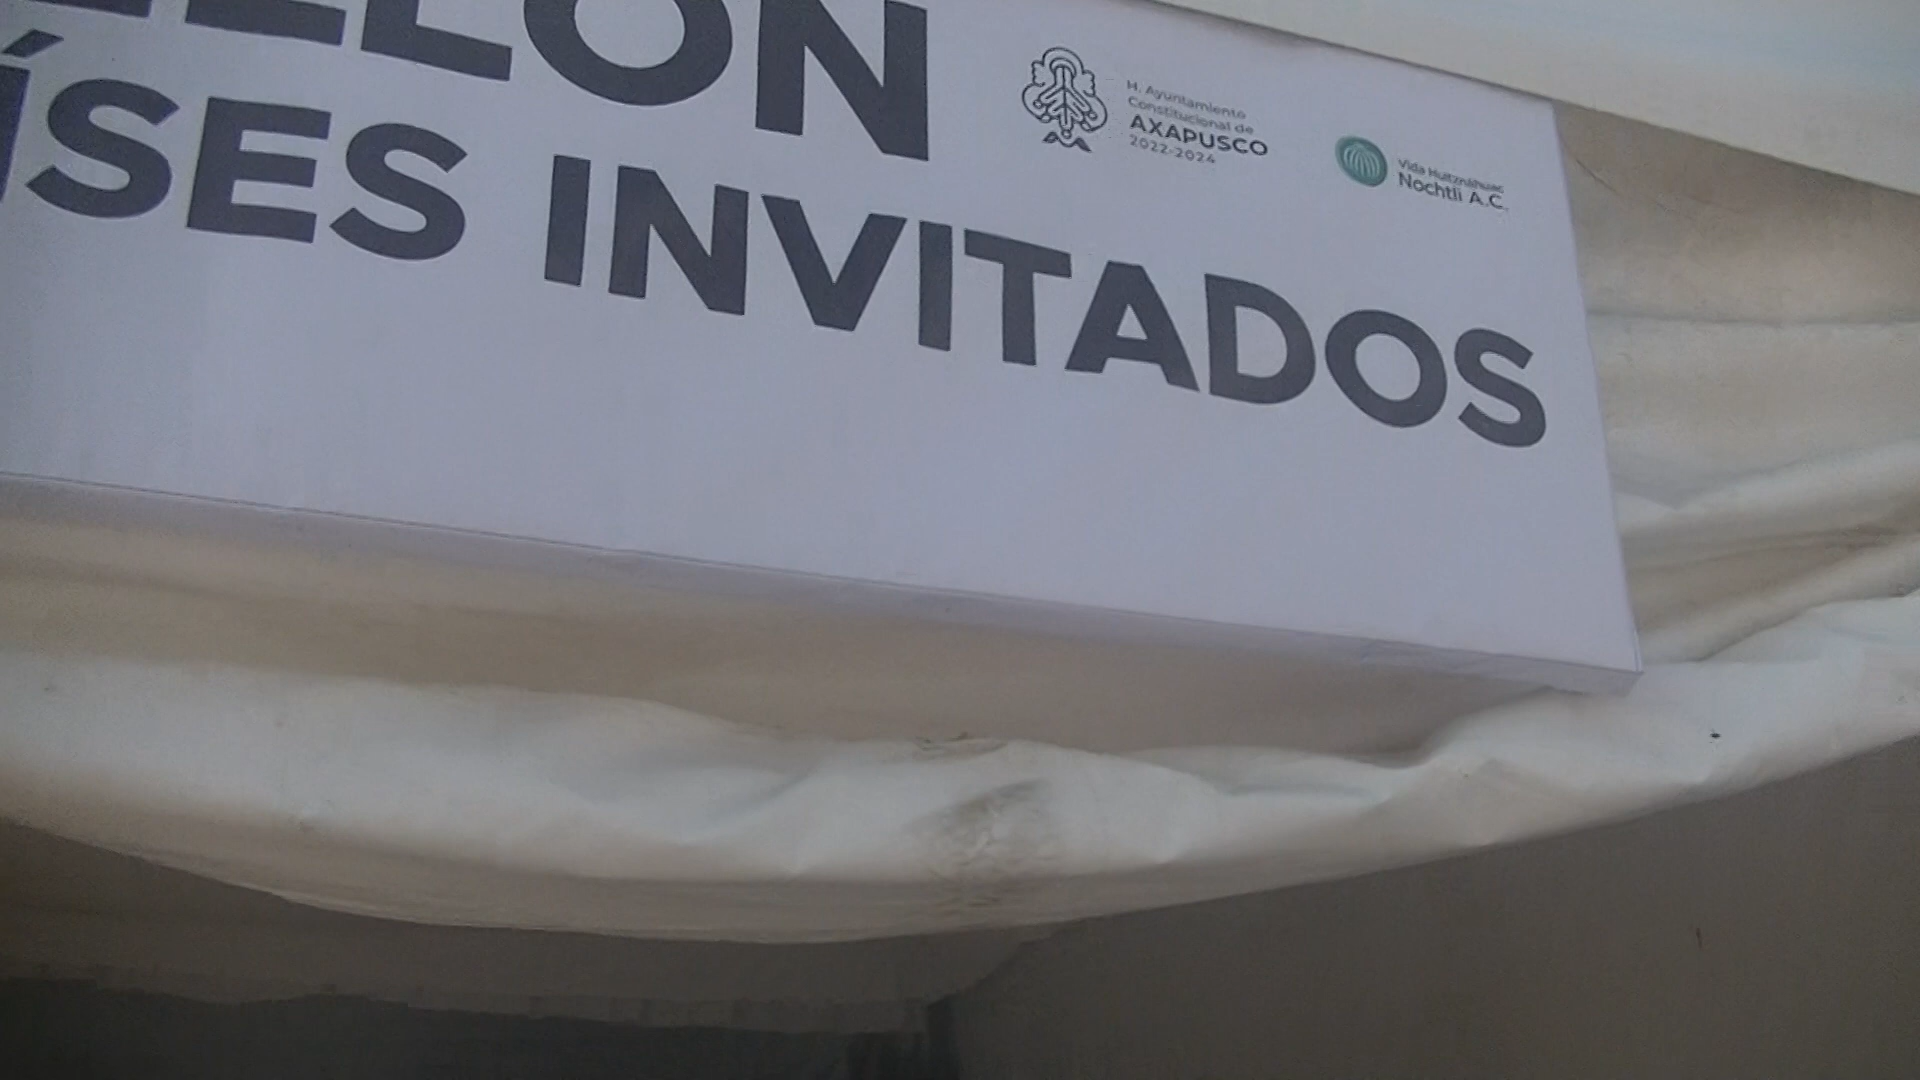 ELLÓN
ÍSES INVITADOS
H. Ayuntamiento
Constitucional de
AXAPUSCO
2022-2024
Vida Huitznáhuac
Nochtli A.C.